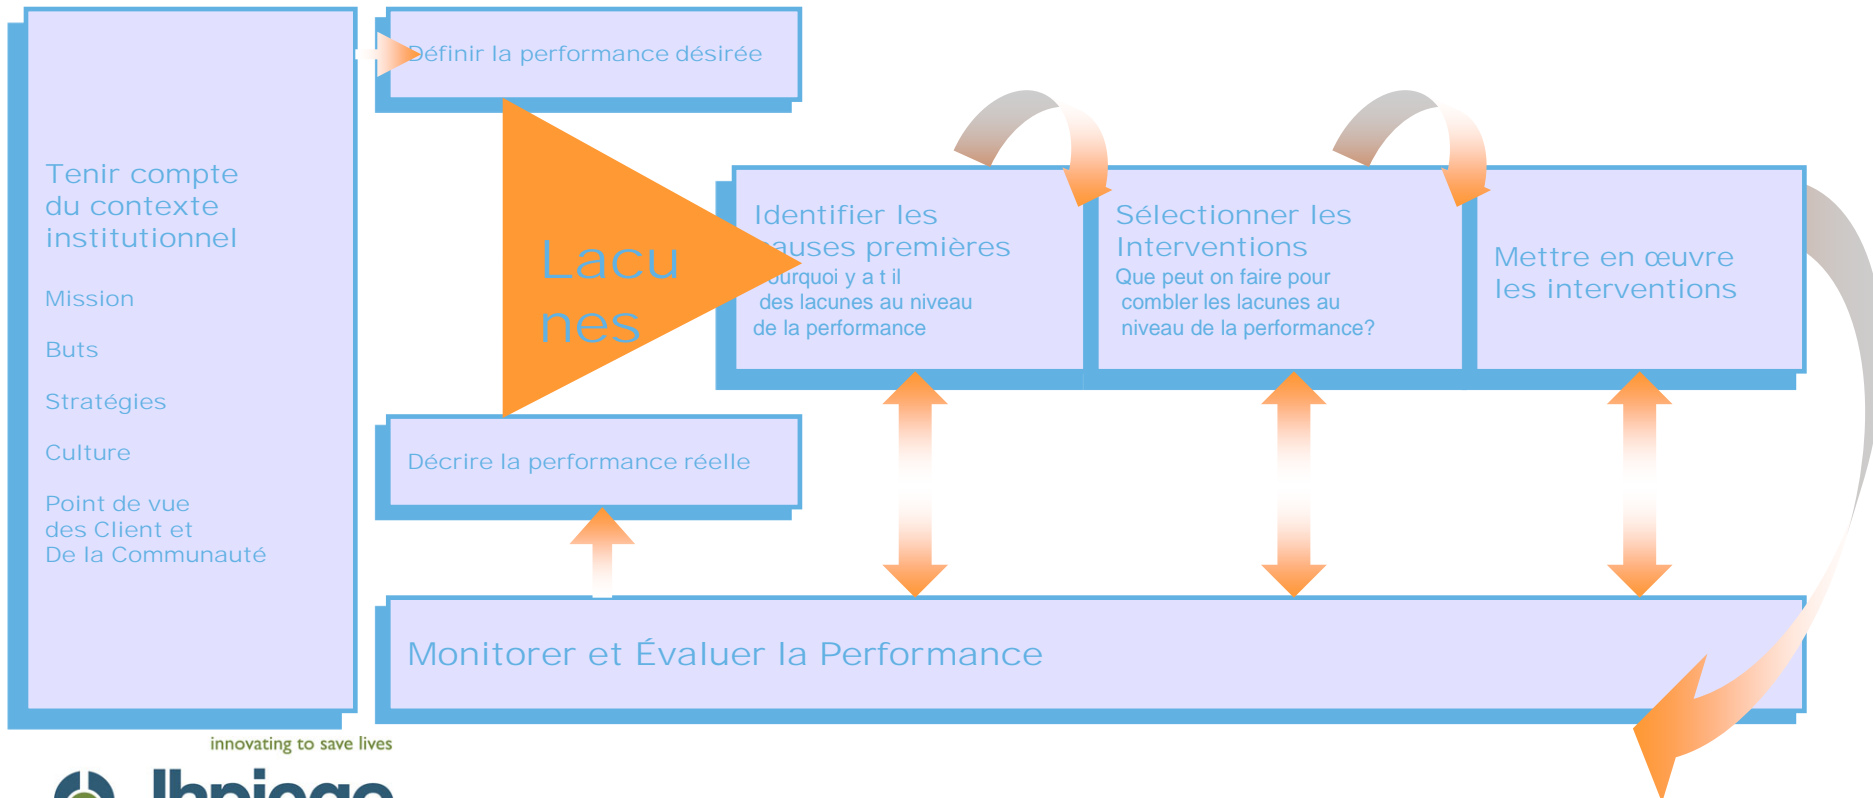 Tenir compte
du contexte
institutionnel
Mission
Buts
Stratégies
Culture
Point de vue
des Client et
De la Communauté
Définir la performance désirée
Lacu
nes
Décrire la performance réelle
Identifier les
auses premières
ourquoi y a t il
des lacunes au niveau
de la performance
Sélectionner les
Interventions
Que peut on faire pour
combler les lacunes au
niveau de la performance?
Mettre en œuvre
les interventions
Monitorer et Évaluer la Performance
innovating to save lives
Jhpiego